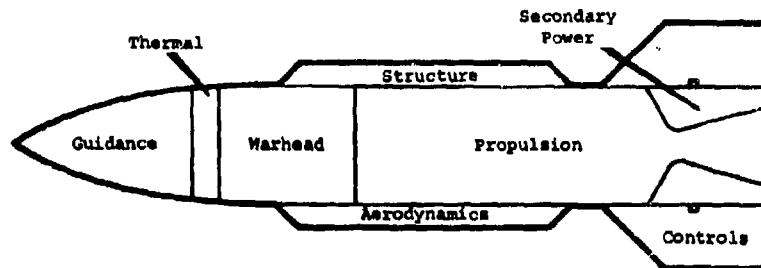 Secondary
Power
Thermal
Structure
Guidance
Warhead
Propulsion
Aerodynamics
Controls